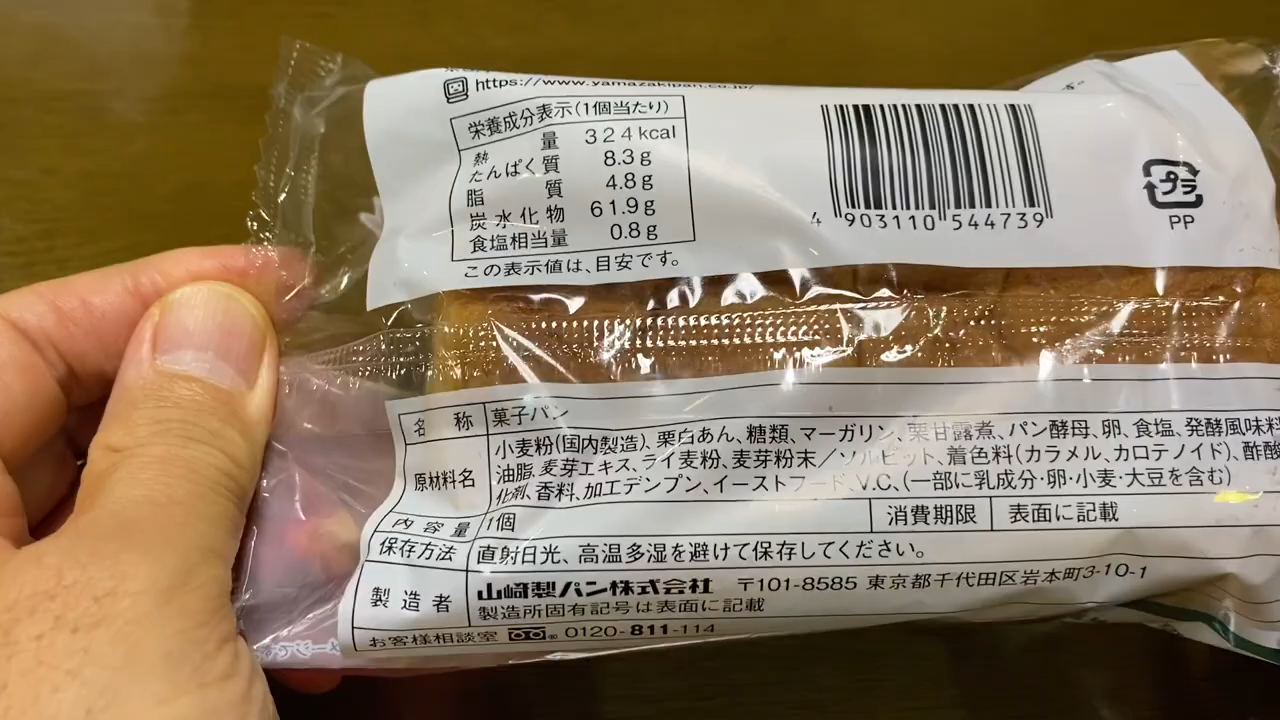 https://www.yamazakipan.co.jp/
栄養成分表示(1個当たり)
熱量 324kcal
たんぱく質 8.3g
脂質 4.8g
炭水化物 61.9g
食塩相当量 0.8g
この表示値は、目安です。
4 903110 544739
プラ
PP
名称 菓子パン
原材料名 小麦粉(国内製造)、栗白あん、糖類、マーガリン、栗甘露煮、パン酵母、卵、食塩、発酵風味料
油脂、麦芽エキス、ライ麦粉、麦芽粉末/ソルビット、着色料(カラメル、カロテノイド)、酢酸
化剤、香料、加工デンプン、イーストフード、V.C、(一部に乳成分・卵・小麦・大豆を含む)
内容量 1個 消費期限 表面に記載
保存方法 直射日光、高温多湿を避けて保存してください。
製造者 山崎製パン株式会社 〒101-8585 東京都千代田区岩本町3-10-1
製造所固有記号は表面に記載
お客様相談室 0120-811-114